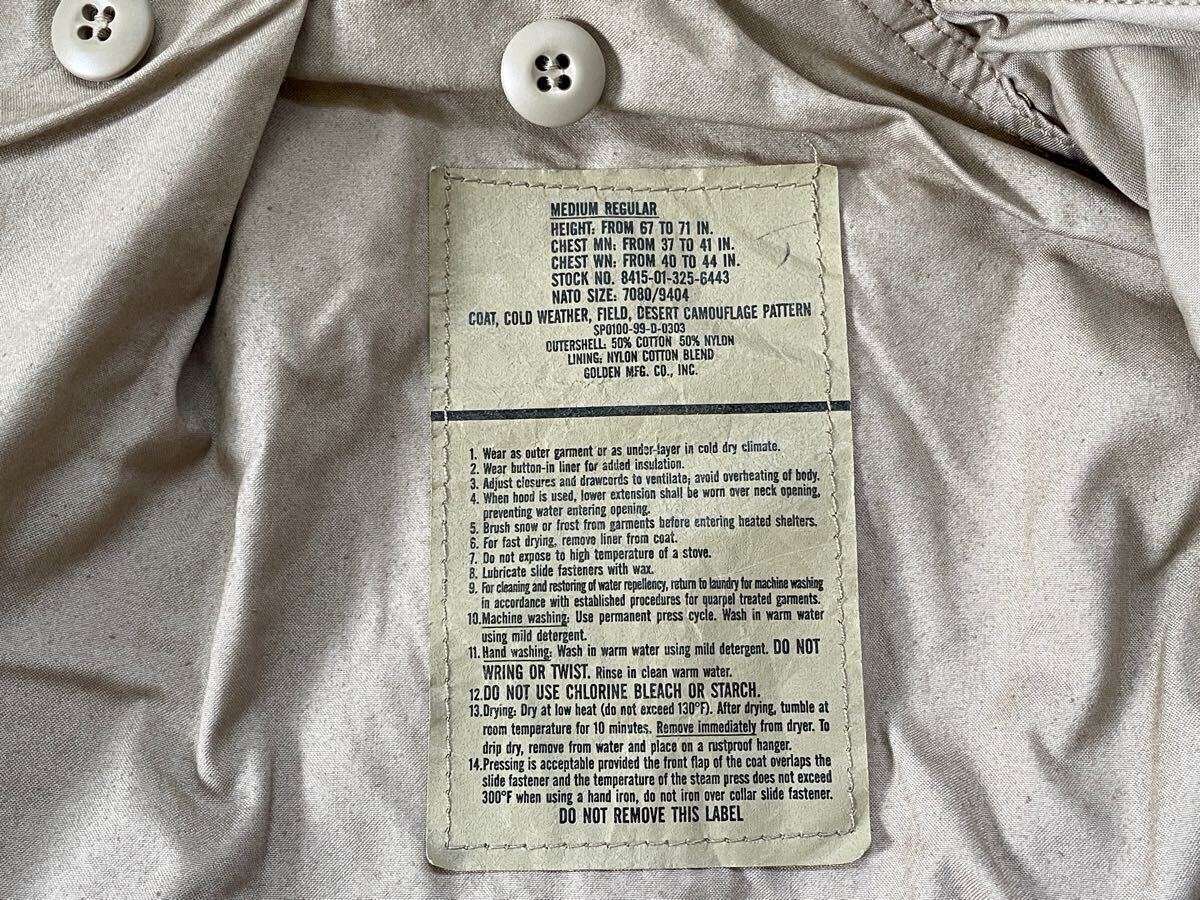 MEDIUM REGULAR
HEIGHT: FROM 67 TO 71 IN.
CHEST MN: FROM 37 TO 41 IN.
CHEST WN: FROM 40 TO 44 IN.
STOCK NO. 8415-01-325-6443
NATO SIZE: 7080/9404
COAT, COLD WEATHER, FIELD, DESERT CAMOUFLAGE PATTERN
SPO100-99-D-0303
OUTERSHELL: 50% COTTON 50% NYLON
LINING: NYLON COTTON BLEND
GOLDEN MFG. CO., INC.
1. Wear as outer garment or as under-layer in cold dry climate.
2. Wear button-in liner for added insulation.
3. Adjust closures and drawcords to ventilate; avoid overheating of body.
4. When hood is used, lower extension shall be worn over neck opening,
preventing water entering opening.
5. Brush snow or frost from garments before entering heated shelters.
6. For fast drying, remove liner from coat.
7. Do not expose to high temperature of a stove.
8. Lubricate slide fasteners with wax.
9. For cleaning and restoring of water repellency, return to laundry for machine washing
in accordance with established procedures for quarpel treated garments.
10. Machine washing: Use permanent press cycle. Wash in warm water
using mild detergent.
11. Hand washing: Wash in warm water using mild detergent. DO NOT
WRING OR TWIST. Rinse in clean warm water.
12. DO NOT USE CHLORINE BLEACH OR STARCH.
13. Drying: Dry at low heat (do not exceed 130°F). After drying, tumble at
room temperature for 10 minutes. Remove immediately from dryer. To
drip dry, remove from water and place on a rustproof hanger.
14. Pressing is acceptable provided the front flap of the coat overlaps the
slide fastener and the temperature of the steam press does not exceed
300°F when using a hand iron, do not iron over collar slide fastener.
DO NOT REMOVE THIS LABEL